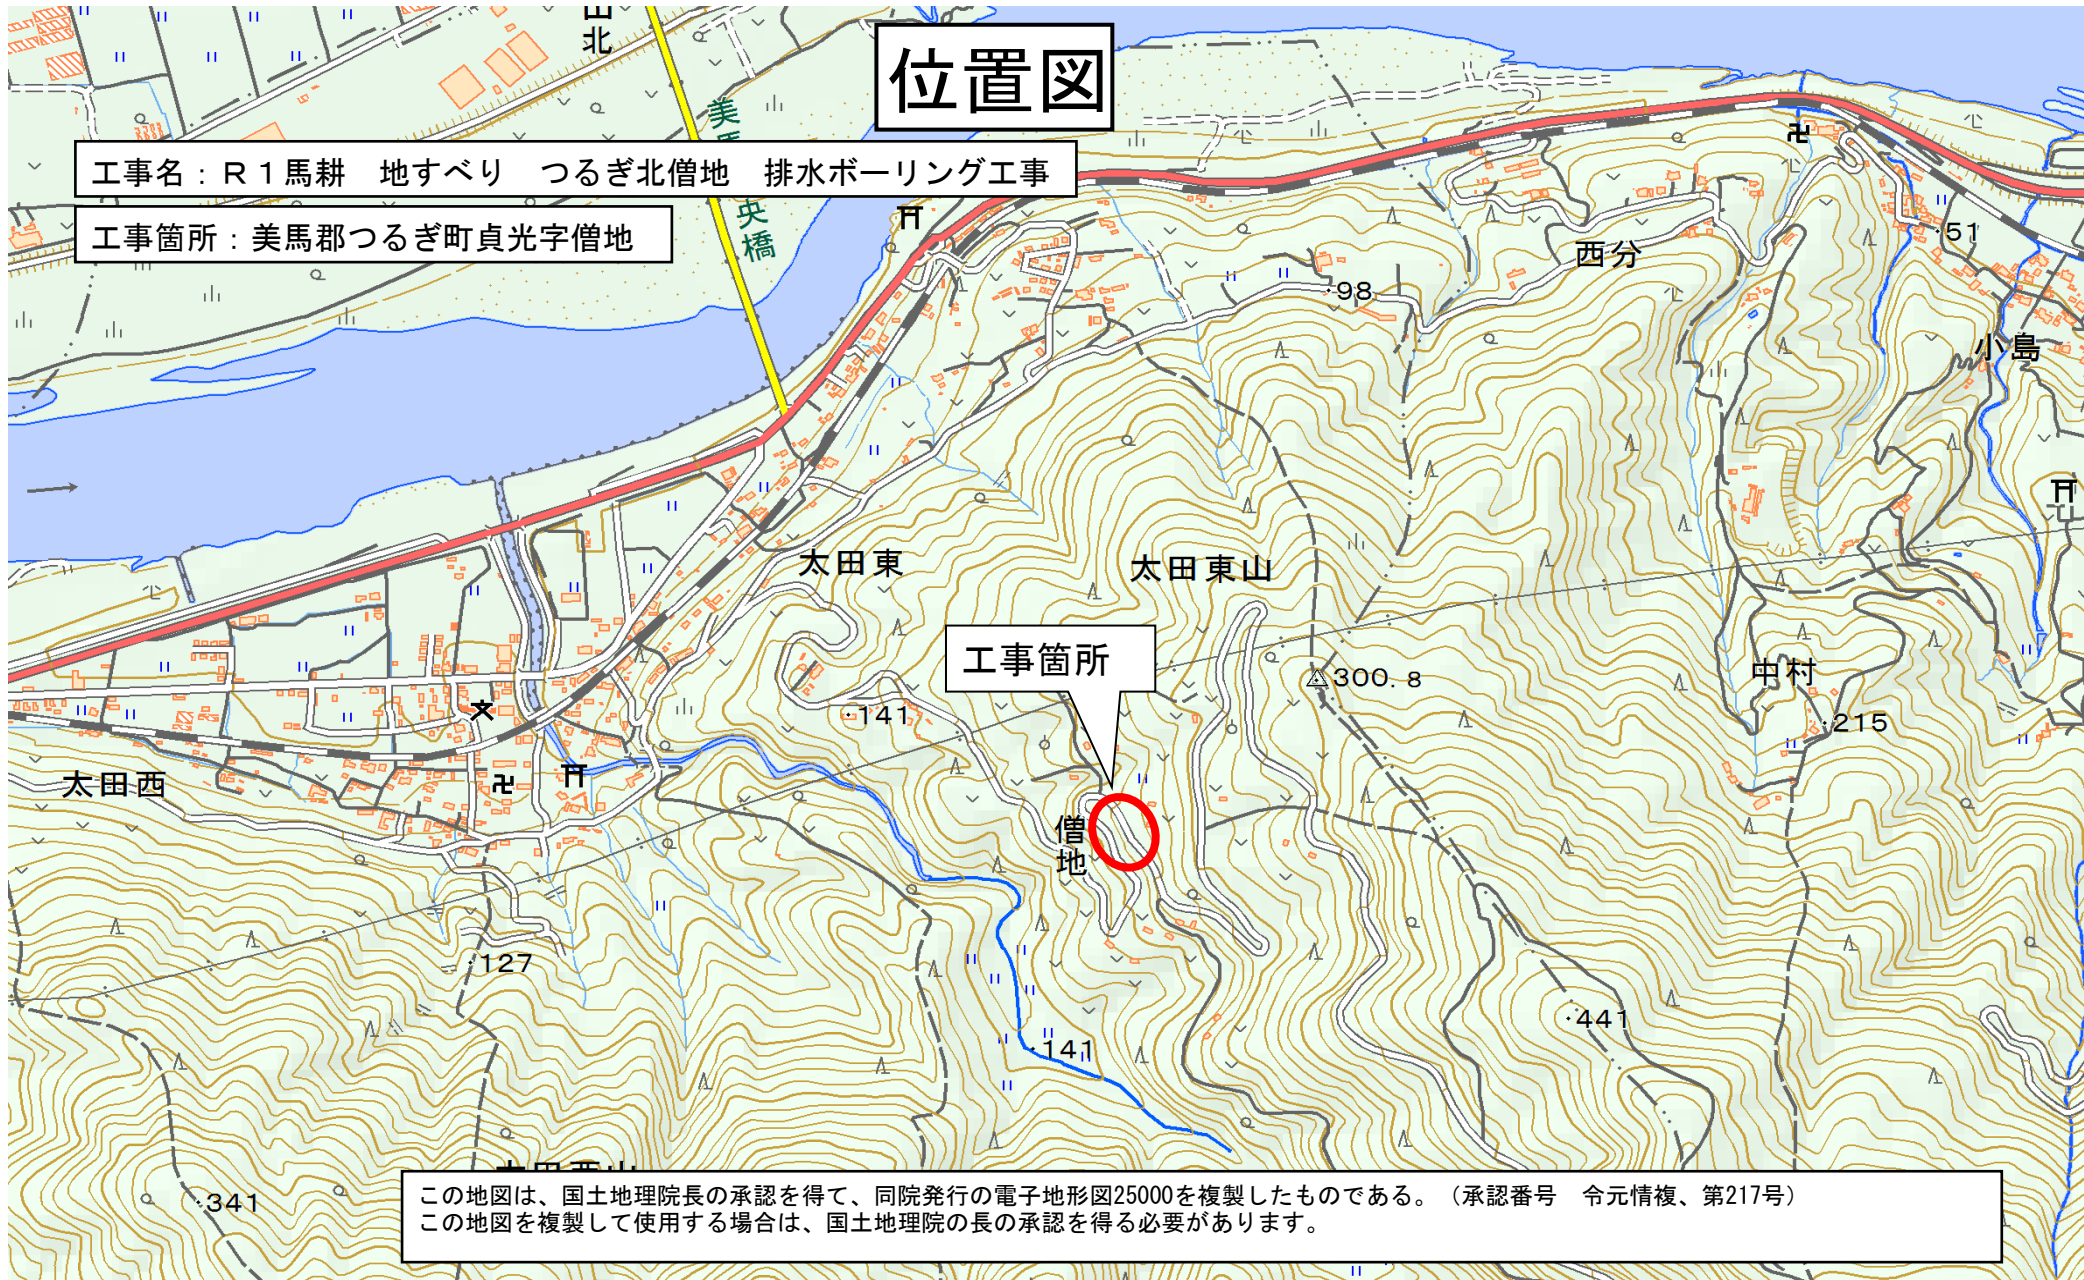 位置図
工事名：Ｒ１馬耕　地すべり　つるぎ北僧地　排水ボーリング工事
工事箇所：美馬郡つるぎ町貞光字僧地
北
美
央
橋
西分
51
98
小島
太田東
太田東山
工事箇所
300.8
141
中村
215
太田西
僧
地
127
441
141
341
この地図は、国土地理院長の承認を得て、同院発行の電子地形図25000を複製したものである。（承認番号　令元情複、第217号）
この地図を複製して使用する場合は、国土地理院の長の承認を得る必要があります。